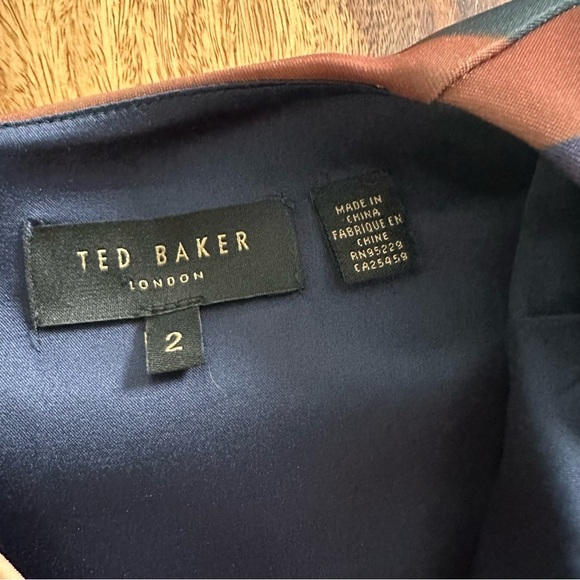 TED BAKER
LONDON
2
MADE IN
CHINA
FABRIQUE EN
CHINE
RN95229
CA25459